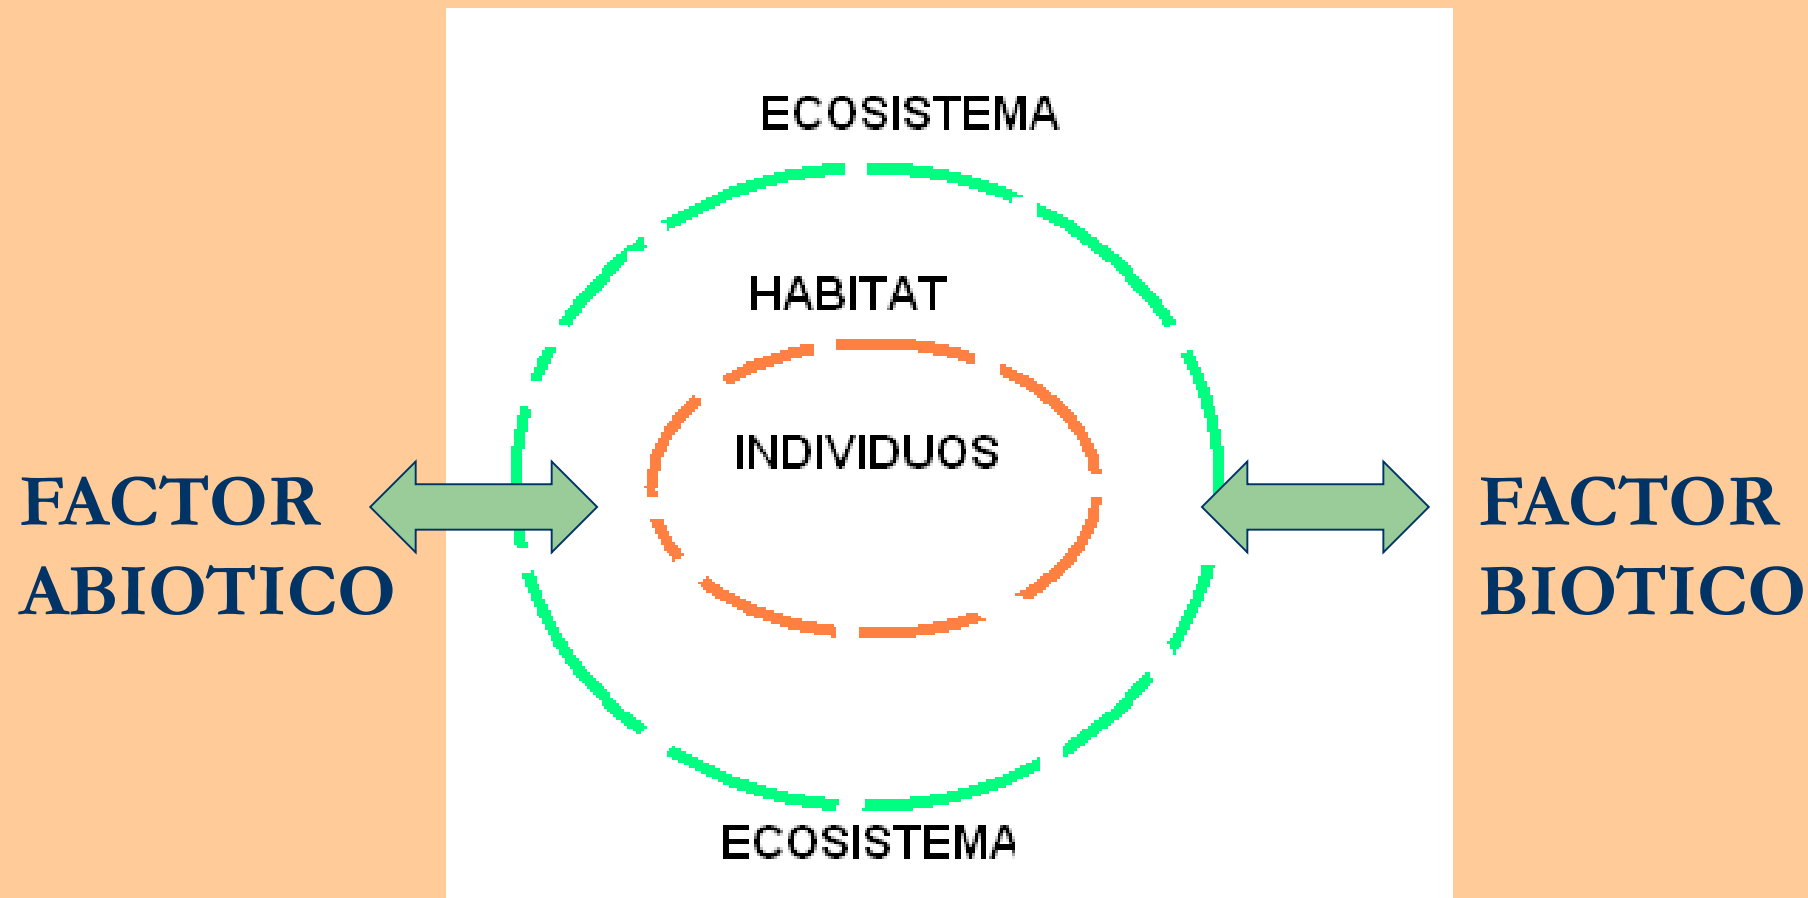 ECOSISTEMA
HABITAT
INDIVIDUOS
FACTOR
ABIOTICO
FACTOR
BIOTICO
ECOSISTEMA